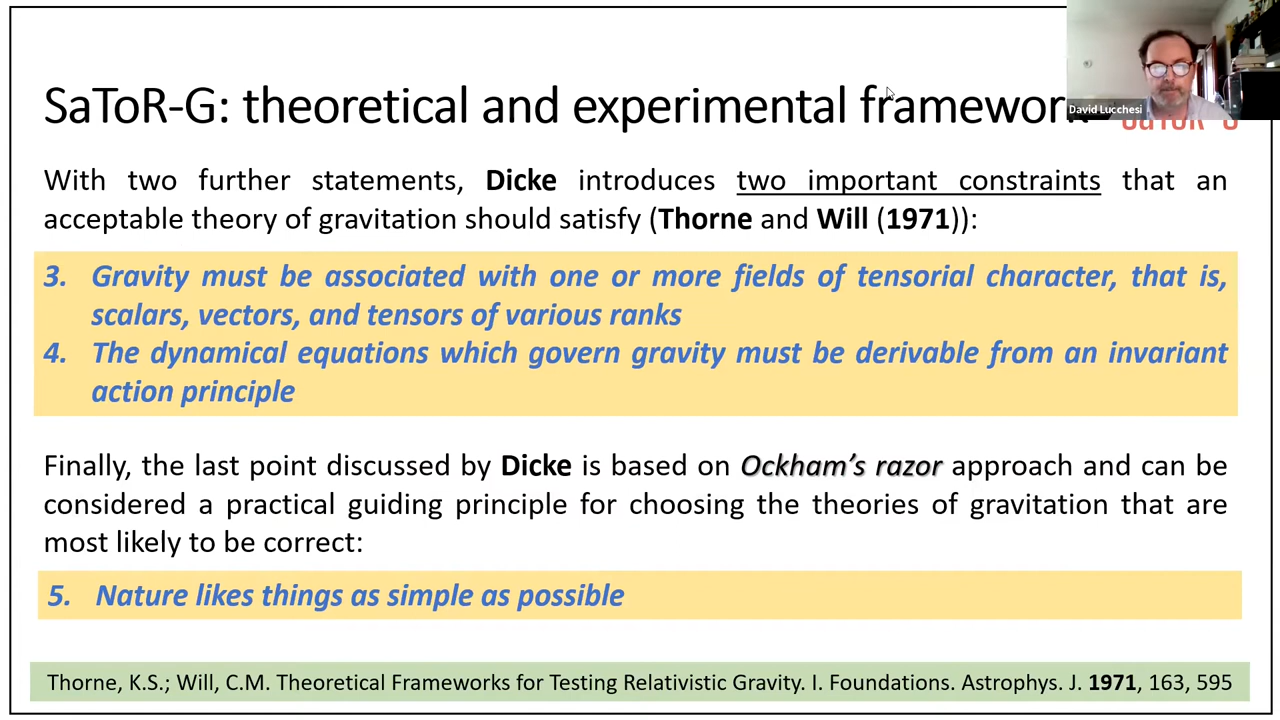 SaToR-G: theoretical and experimental framework
David Lucchesi
SaToR-G
With two further statements, Dicke introduces two important constraints that an
acceptable theory of gravitation should satisfy (Thorne and Will (1971)):
3. Gravity must be associated with one or more fields of tensorial character, that is,
scalars, vectors, and tensors of various ranks
4. The dynamical equations which govern gravity must be derivable from an invariant
action principle
Finally, the last point discussed by Dicke is based on Ockham’s razor approach and can be
considered a practical guiding principle for choosing the theories of gravitation that are
most likely to be correct:
5. Nature likes things as simple as possible
Thorne, K.S.; Will, C.M. Theoretical Frameworks for Testing Relativistic Gravity. I. Foundations. Astrophys. J. 1971, 163, 595